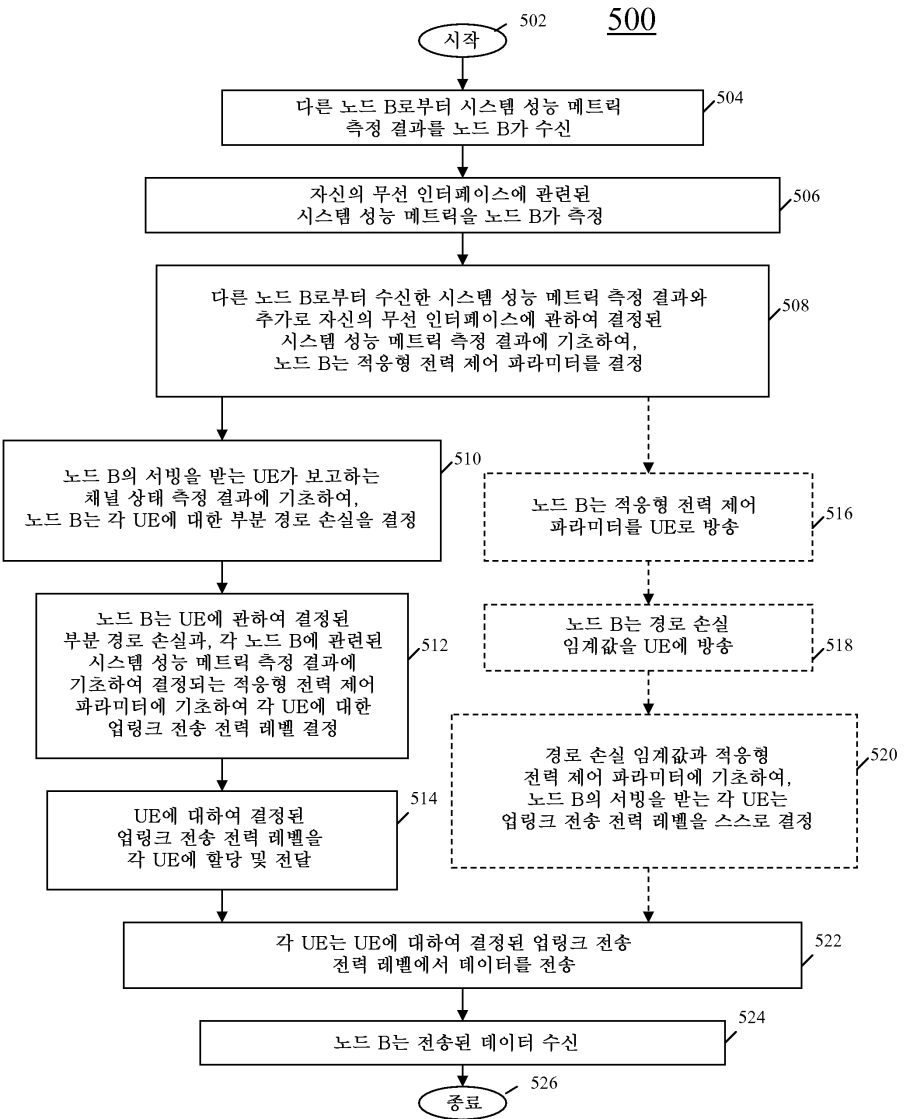 500
시작
502
다른 노드 B로부터 시스템 성능 메트릭
측정 결과를 노드 B가 수신
504
자신의 무선 인터페이스에 관련된
시스템 성능 메트릭을 노드 B가 측정
506
다른 노드 B로부터 수신한 시스템 성능 메트릭 측정 결과와
추가로 자신의 무선 인터페이스에 관하여 결정된
시스템 성능 메트릭 측정 결과에 기초하여,
노드 B는 적응형 전력 제어 파라미터를 결정
508
노드 B의 서빙을 받는 UE가 보고하는
채널 상태 측정 결과에 기초하여,
노드 B는 각 UE에 대한 부분 경로 손실을 결정
510
노드 B는 UE에 관하여 결정된
부분 경로 손실과, 각 노드 B에 관련된
시스템 성능 메트릭 측정 결과에
기초하여 결정되는 적응형 전력 제어
파라미터에 기초하여 각 UE에 대한
업링크 전송 전력 레벨 결정
512
UE에 대하여 결정된
업링크 전송 전력 레벨을
각 UE에 할당 및 전달
514
노드 B는 적응형 전력 제어
파라미터를 UE로 방송
516
노드 B는 경로 손실
임계값을 UE에 방송
518
경로 손실 임계값과 적응형
전력 제어 파라미터에 기초하여,
노드 B의 서빙을 받는 각 UE는
업링크 전송 전력 레벨을 스스로 결정
520
각 UE는 UE에 대하여 결정된 업링크 전송
전력 레벨에서 데이터를 전송
522
노드 B는 전송된 데이터 수신
524
종료
526